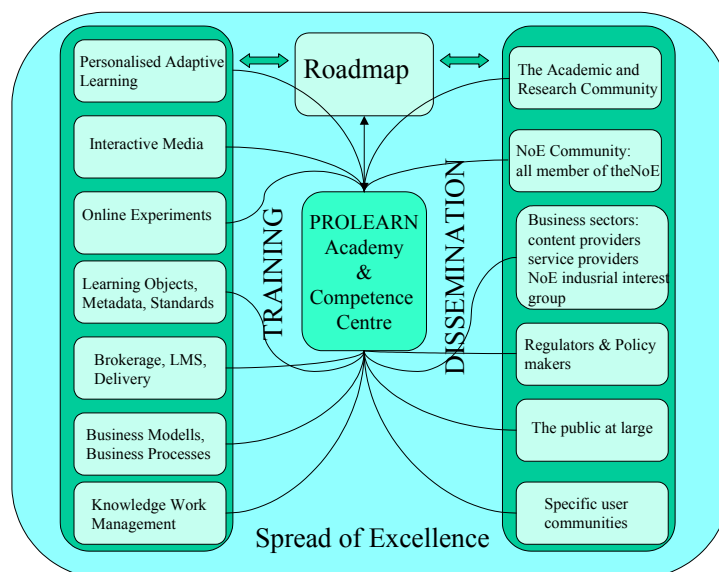 Personalised Adaptive
Learning
Interactive Media
Online Experiments
Learning Objects,
Metadata, Standards
Brokerage, LMS,
Delivery
Business Modells,
Business Processes
Knowledge Work
Management
Roadmap
TRAINING
PROLEARN
Academy
&
Competence
Centre
DISSEMINATION
The Academic and
Research Community
NoE Community:
all member of theNoE
Business sectors:
content providers
service providers
NoE indusrial interest
group
Regulators & Policy
makers
The public at large
Specific user
communities
Spread of Excellence